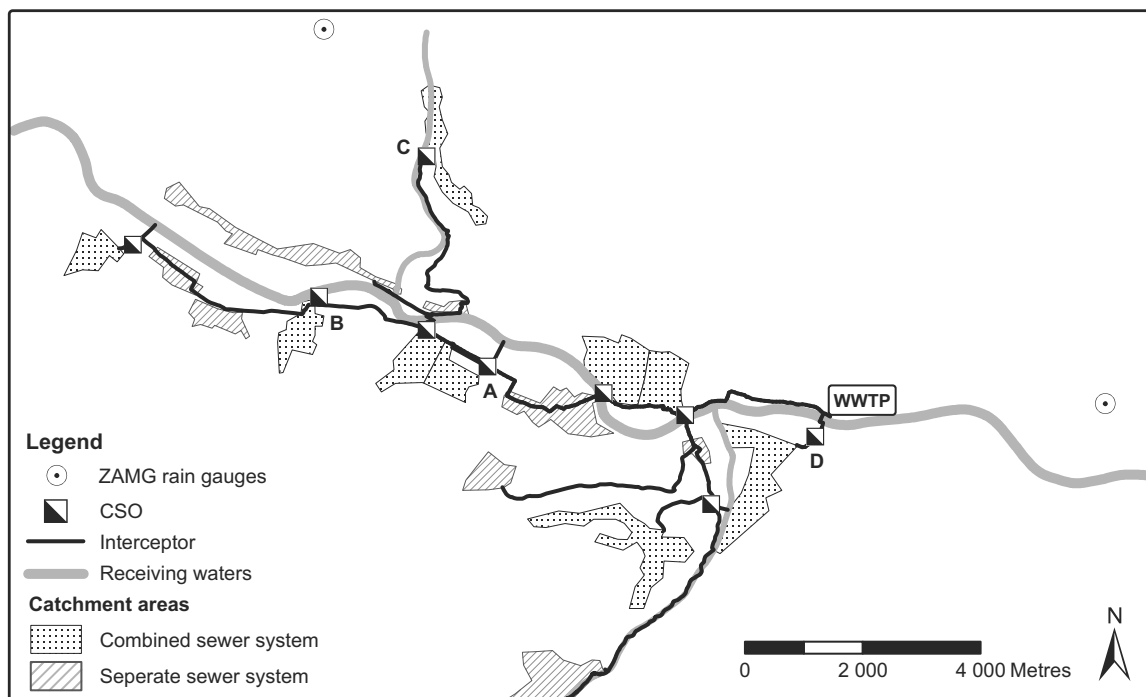 C
B
A
WWTP
D
Legend
ZAMG rain gauges
CSO
Interceptor
Receiving waters
Catchment areas
Combined sewer system
Seperate sewer system
N
0 2 000 4 000 Metres